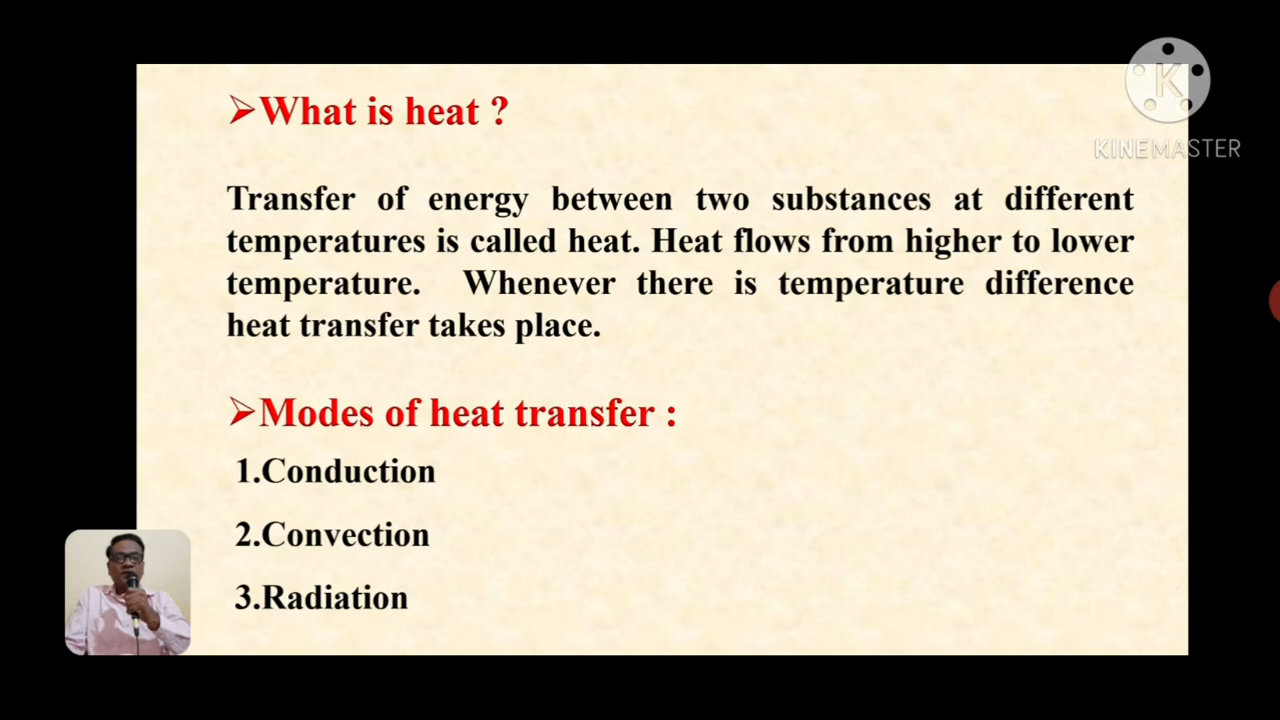 ➢What is heat ?
Transfer of energy between two substances at different
temperatures is called heat. Heat flows from higher to lower
temperature. Whenever there is temperature difference
heat transfer takes place.
➢Modes of heat transfer :
1.Conduction
2.Convection
3.Radiation
K
KINEMASTER